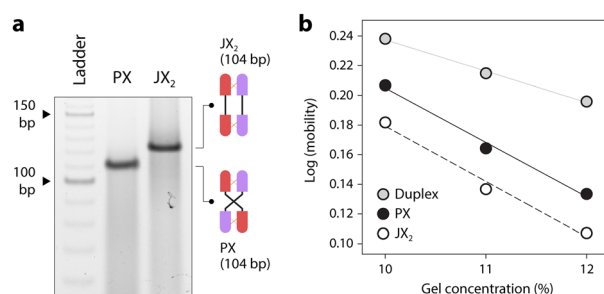 a
Ladder
PX
JX₂
150
bp
100
bp
JX₂
(104 bp)
PX
(104 bp)
b
Log (mobility)
0.24
0.22
0.20
0.18
0.16
0.14
0.12
0.10
Duplex
PX
JX₂
10
11
12
Gel concentration (%)